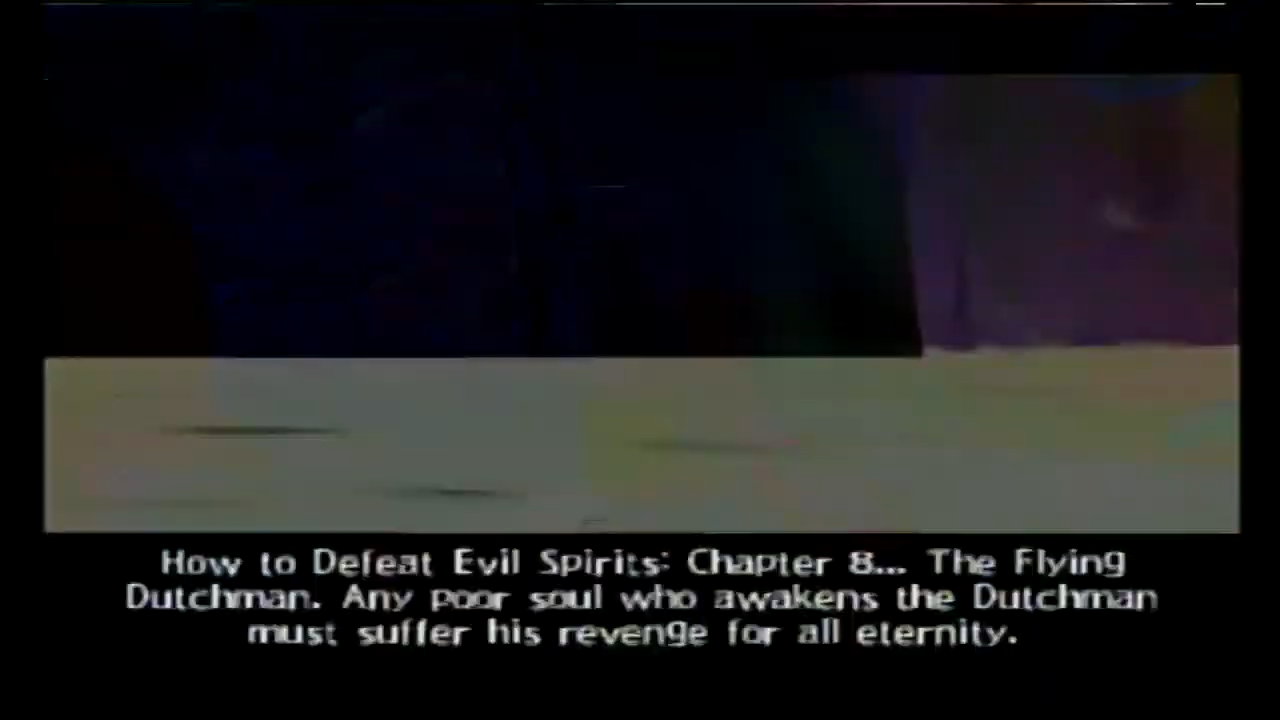 How to Defeat Evil Spirits: Chapter 8... The Flying
Dutchman. Any poor soul who awakens the Dutchman
must suffer his revenge for all eternity.